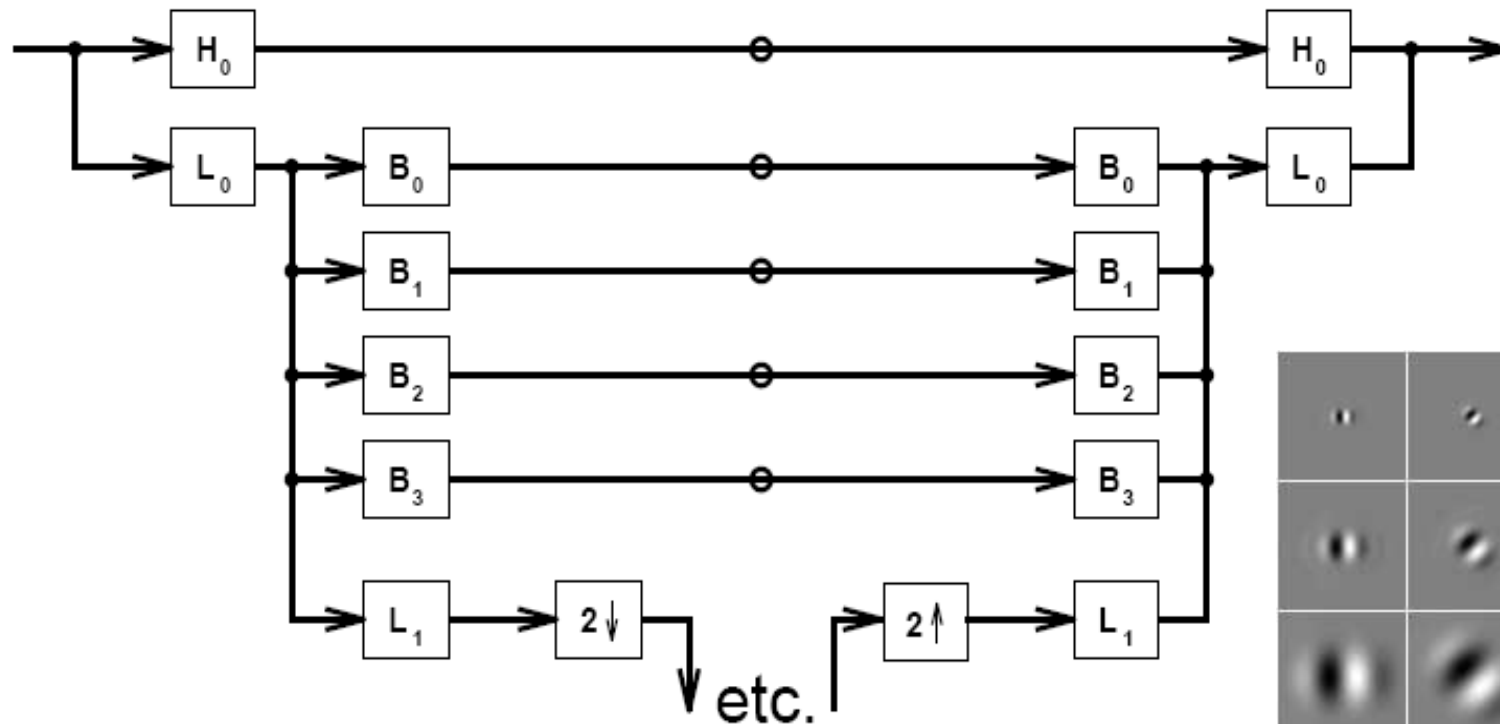 H₀ H₀
L₀ B₀ B₀ L₀
B₁ B₁
B₂ B₂
B₃ B₃
L₁ 2↓ 2↑ L₁
etc.